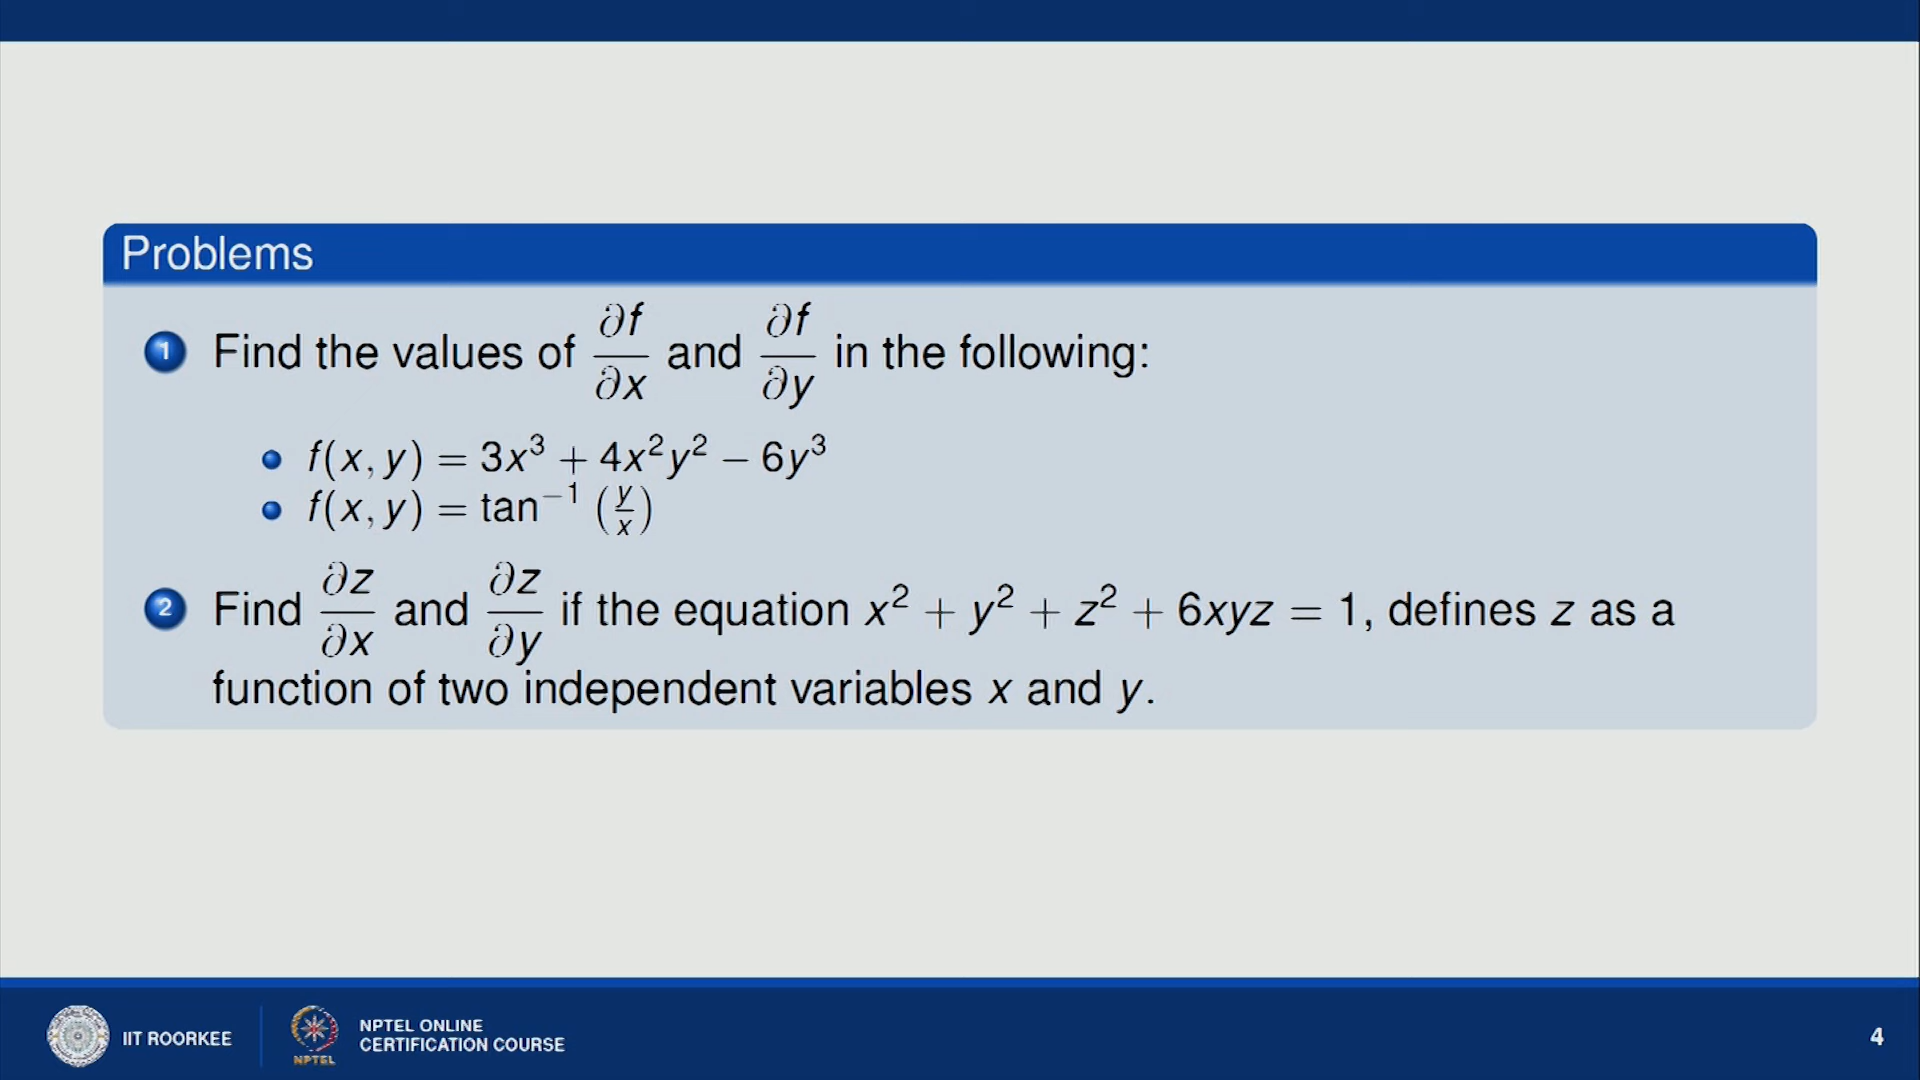 Problems
1 Find the values of ∂f/∂x and ∂f/∂y in the following:
• f(x, y) = 3x³ + 4x²y² − 6y³
• f(x, y) = tan⁻¹ (y/x)
2 Find ∂z/∂x and ∂z/∂y if the equation x² + y² + z² + 6xyz = 1, defines z as a
function of two independent variables x and y.
IIT ROORKEE
NPTEL
NPTEL ONLINE
CERTIFICATION COURSE
4